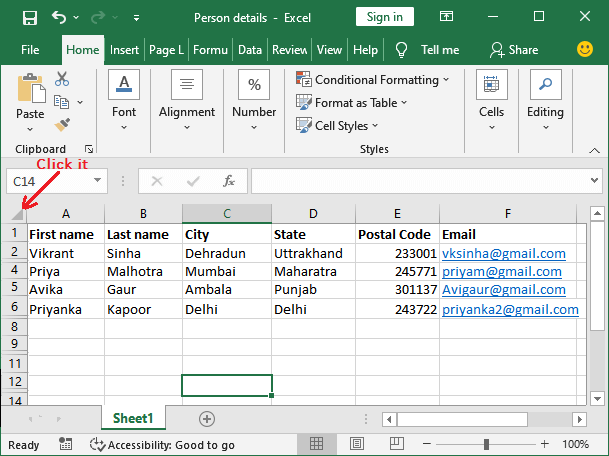 Person details - Excel
Sign in
File Home Insert Page L Formu Data Review View Help Tell me Share
Paste
Clipboard
Font
Alignment
%
Number
Conditional Formatting
Format as Table
Cell Styles
Styles
Cells
Editing
Click it
C14 fx
A B C D E F
1 First name Last name City State Postal Code Email
2 Vikrant Sinha Dehradun Uttrakhand 233001 vksinha@gmail.com
4 Priya Malhotra Mumbai Maharatra 245771 priyam@gmail.com
5 Avika Gaur Ambala Punjab 301137 Avigaur@gmail.com
6 Priyanka Kapoor Delhi Delhi 243722 priyanka2@gmail.com
8
9
11
12
14
Sheet1
Ready Accessibility: Good to go 100%